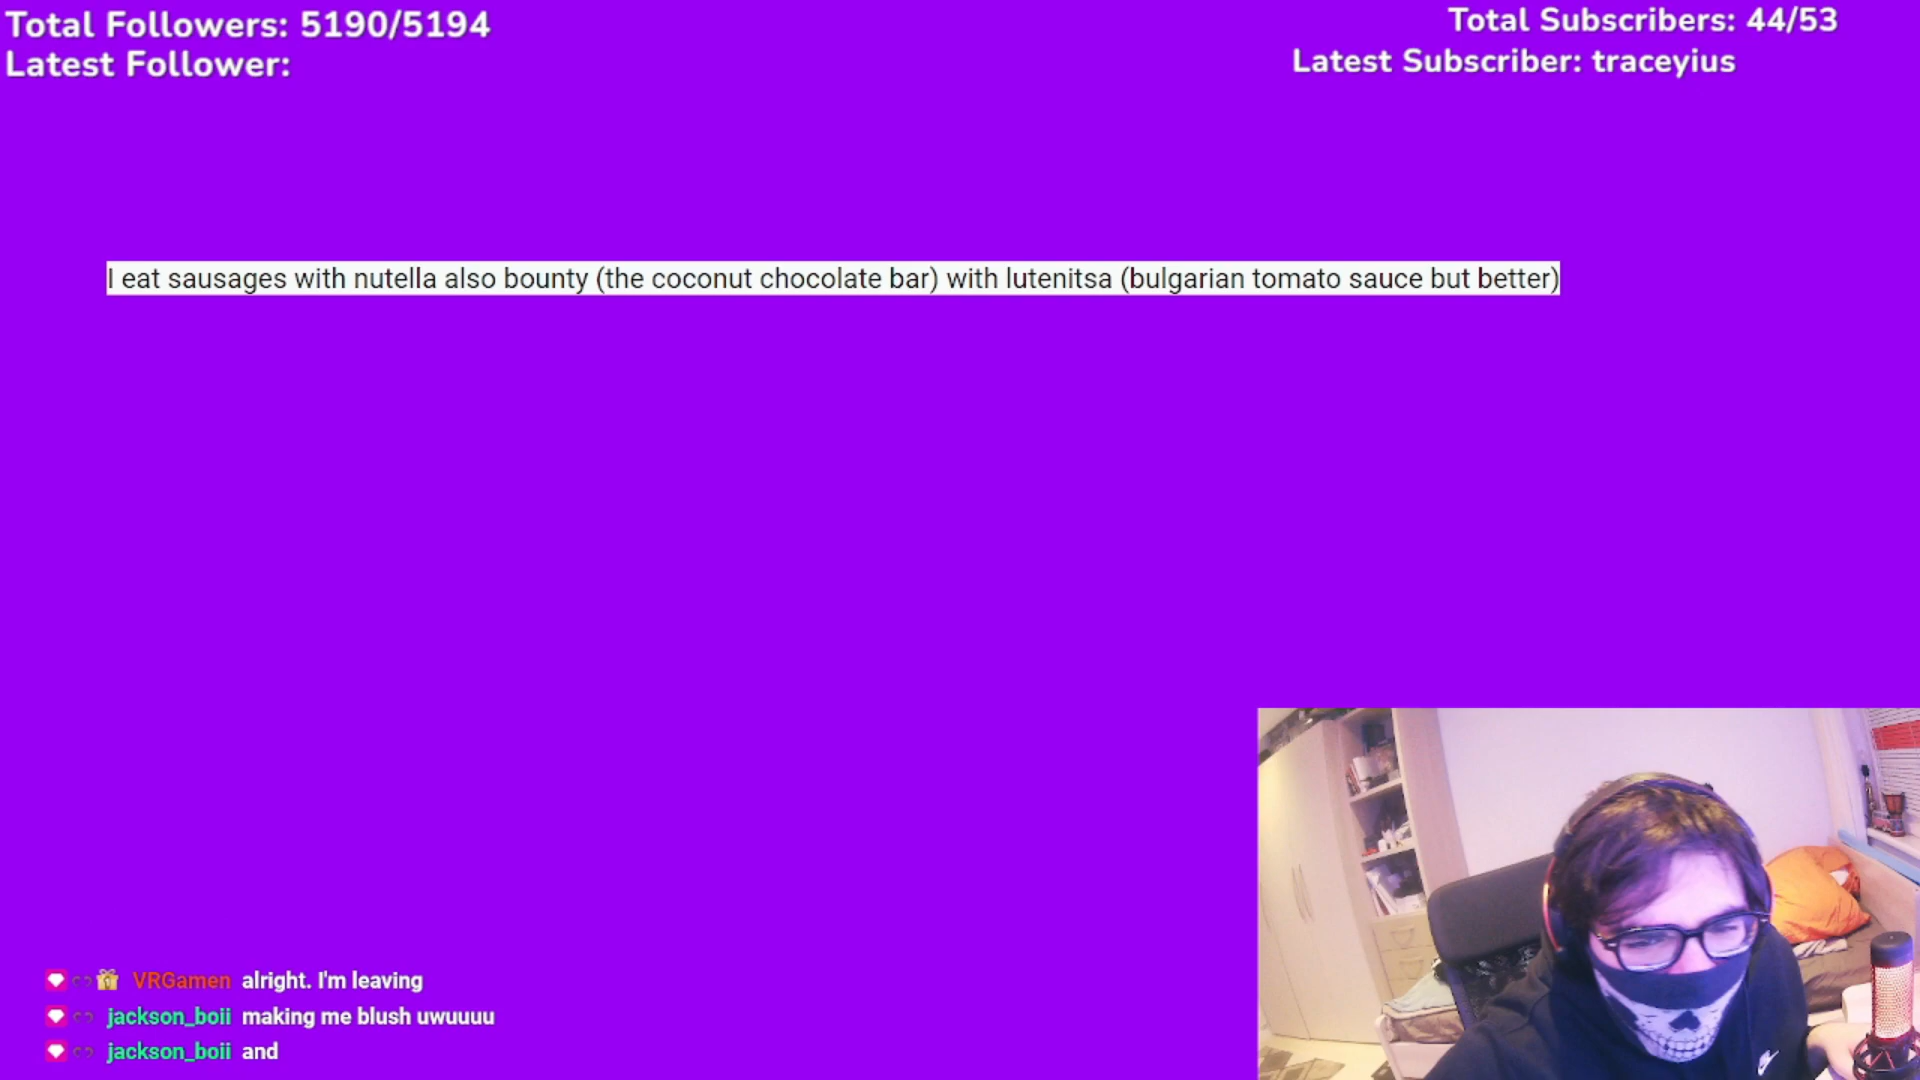 Total Followers: 5190/5194
Latest Follower:
Total Subscribers: 44/53
Latest Subscriber: traceyius
I eat sausages with nutella also bounty (the coconut chocolate bar) with lutenitsa (bulgarian tomato sauce but better)
VRGamen alright. I'm leaving
jackson_boii making me blush uwuuuu
jackson_boii and